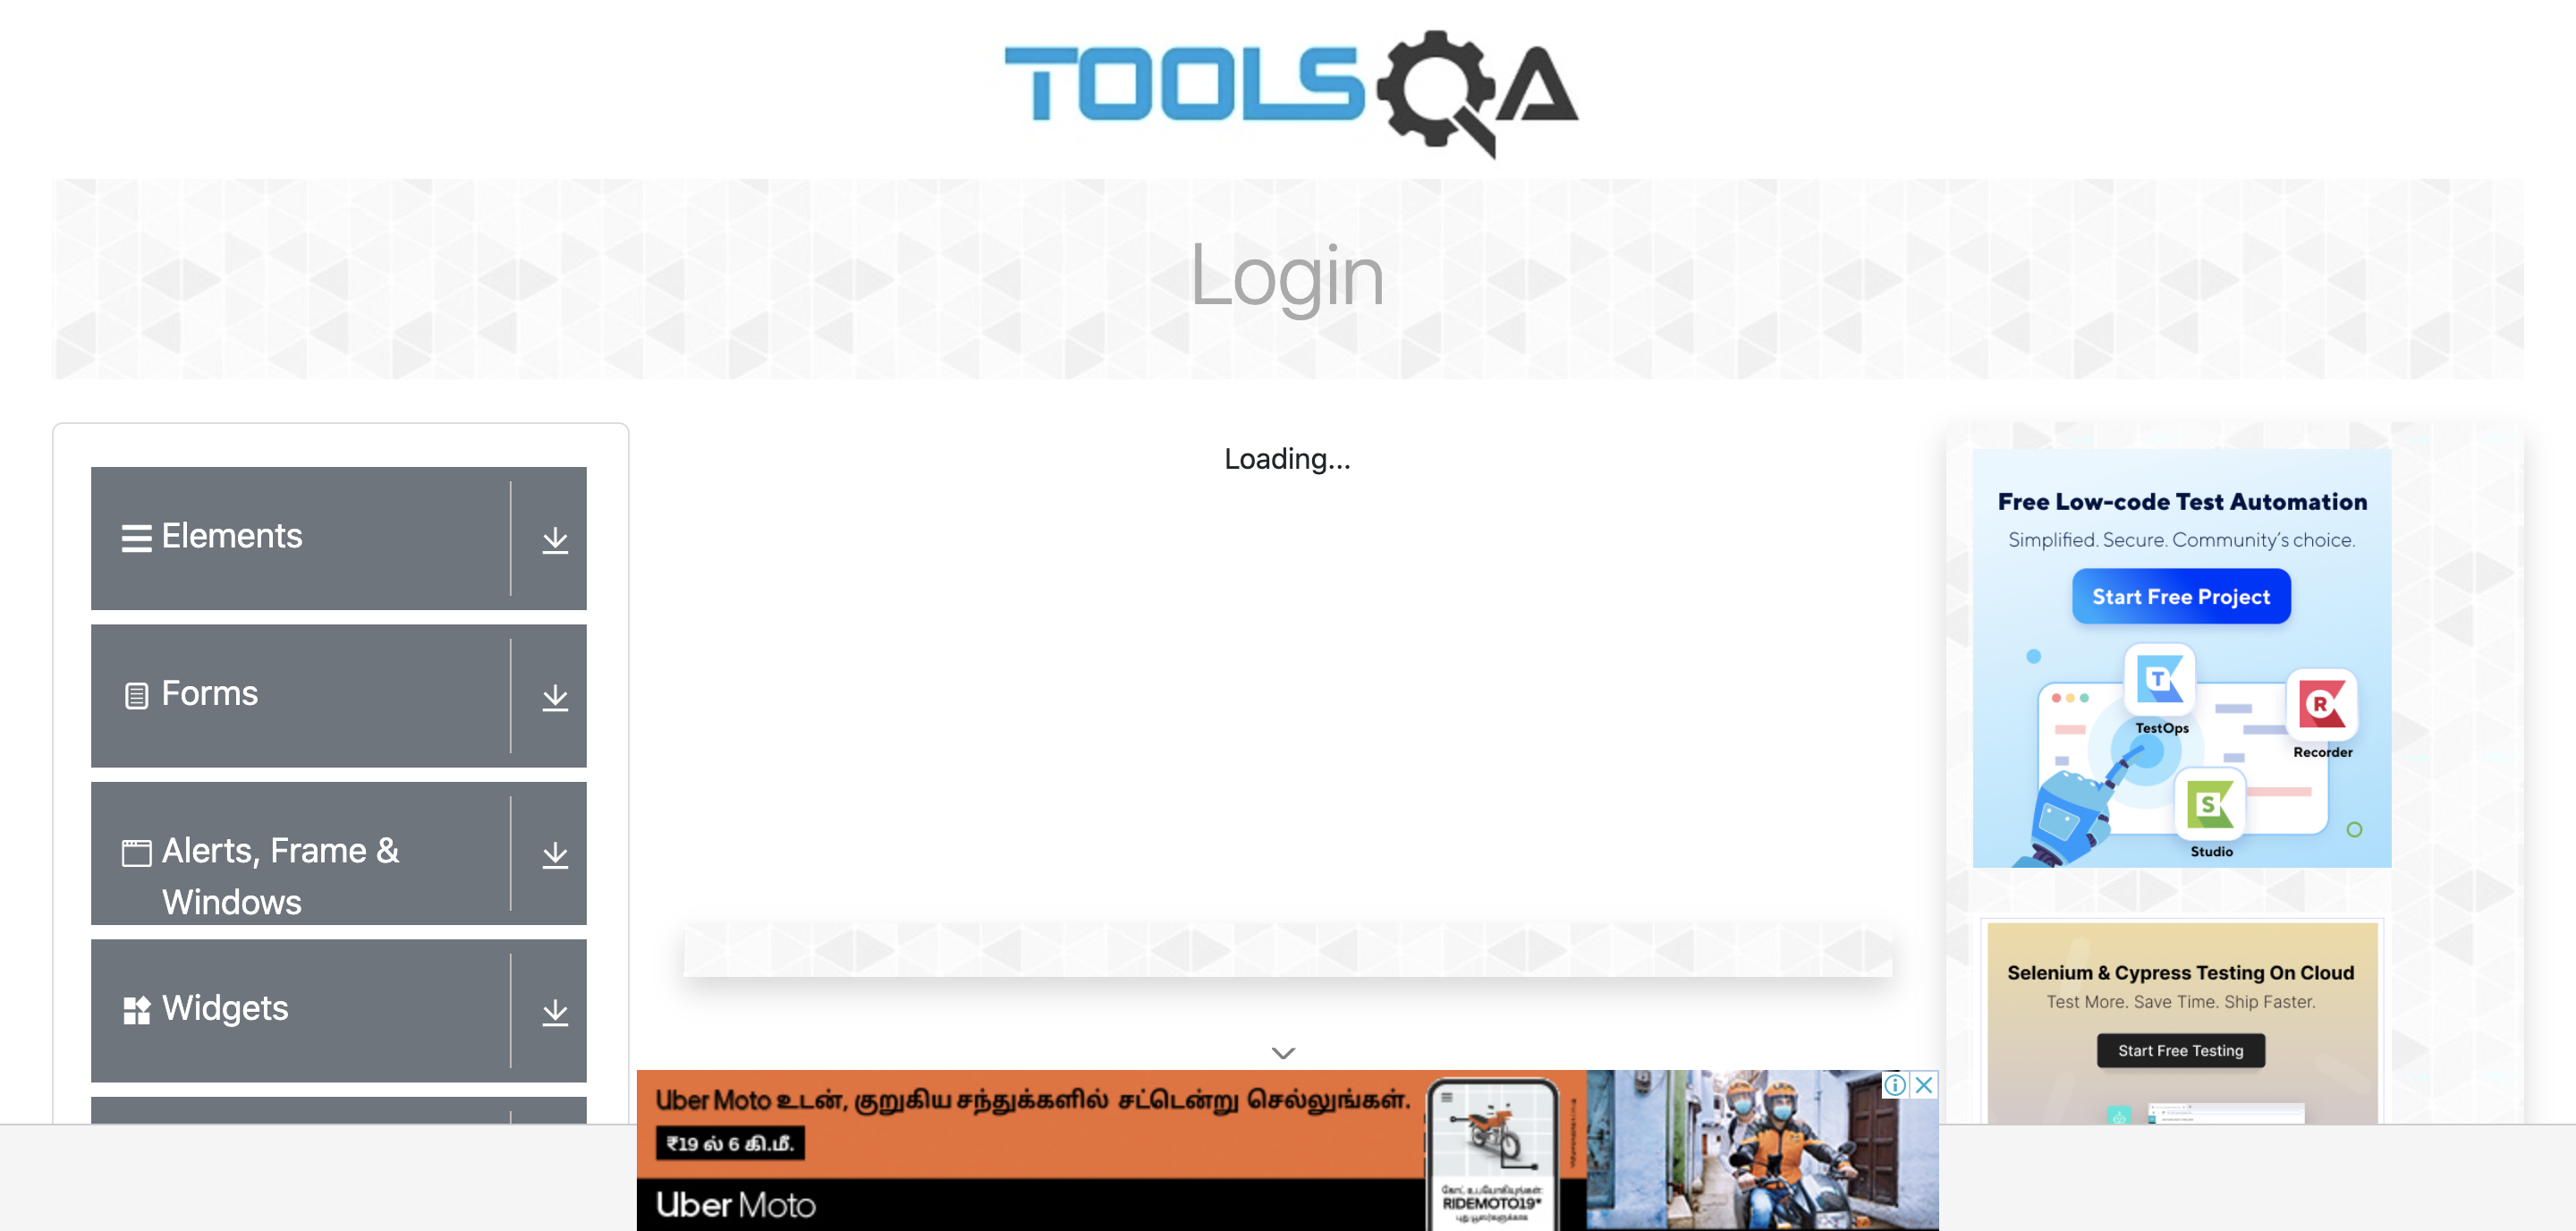 TOOLSQA
Login
Elements
Forms
Alerts, Frame &
Windows
Widgets
Loading...
Free Low-code Test Automation
Simplified. Secure. Community's choice.
Start Free Project
TestOps
Recorder
Studio
Selenium & Cypress Testing On Cloud
Test More. Save Time. Ship Faster.
Start Free Testing
Uber Moto உடன், குறுகிய சந்துக்களில் சட்டென்று செல்லுங்கள்.
₹19 ல் 6 கி.மீ.
Uber Moto
RIDEMOTO19*